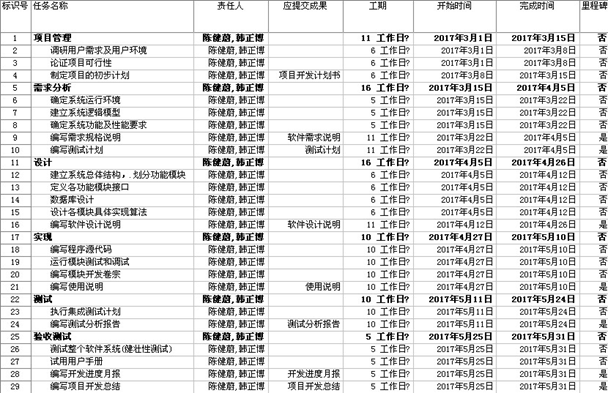 标识号 任务名称 责任人 应提交成果 工期 开始时间 完成时间 里程碑
1 项目管理 陈健蔚,韩正博 11 工作日? 2017年3月1日 2017年3月15日 否
2 调研用户需求及用户环境 陈健蔚,韩正博 6 工作日? 2017年3月1日 2017年3月8日 否
3 论证项目可行性 陈健蔚,韩正博 6 工作日? 2017年3月1日 2017年3月8日 否
4 制定项目的初步计划 陈健蔚,韩正博 项目开发计划书 6 工作日? 2017年3月8日 2017年3月15日 否
5 需求分析 陈健蔚,韩正博 16 工作日? 2017年3月15日 2017年4月5日 否
6 确定系统运行环境 陈健蔚,韩正博 5 工作日? 2017年3月15日 2017年3月22日 否
7 建立系统逻辑模型 陈健蔚,韩正博 5 工作日? 2017年3月15日 2017年3月22日 否
8 确定系统功能及性能要求 陈健蔚,韩正博 5 工作日? 2017年3月15日 2017年3月22日 否
9 编写需求规格说明 陈健蔚,韩正博 软件需求说明 11 工作日? 2017年3月22日 2017年4月5日 是
10 编写测试计划 陈健蔚,韩正博 测试计划 11 工作日? 2017年3月22日 2017年4月5日 是
11 设计 陈健蔚,韩正博 16 工作日? 2017年4月5日 2017年4月26日 否
12 建立系统总体结构，.划分功能模块 陈健蔚,韩正博 6 工作日? 2017年4月5日 2017年4月12日 否
13 定义各功能模块接口 陈健蔚,韩正博 6 工作日? 2017年4月5日 2017年4月12日 否
14 数据库设计 陈健蔚,韩正博 6 工作日? 2017年4月5日 2017年4月12日 否
15 设计各模块具体实现算法 陈健蔚,韩正博 6 工作日? 2017年4月5日 2017年4月12日 否
16 编写软件设计说明 陈健蔚,韩正博 软件设计说明 11 工作日? 2017年4月12日 2017年4月26日 是
17 实现 陈健蔚,韩正博 10 工作日? 2017年4月27日 2017年5月10日 否
18 编写程序源代码 陈健蔚,韩正博 10 工作日? 2017年4月27日 2017年5月10日 否
19 运行模块测试和调试 陈健蔚,韩正博 10 工作日? 2017年4月27日 2017年5月10日 否
20 编写模块开发卷宗 陈健蔚,韩正博 10 工作日? 2017年4月27日 2017年5月10日 否
21 编写使用说明 陈健蔚,韩正博 使用说明 10 工作日? 2017年4月27日 2017年5月10日 是
22 测试 陈健蔚,韩正博 10 工作日? 2017年5月11日 2017年5月24日 否
23 执行集成测试计划 陈健蔚,韩正博 10 工作日? 2017年5月11日 2017年5月24日 否
24 编写测试分析报告 陈健蔚,韩正博 测试分析报告 10 工作日? 2017年5月11日 2017年5月24日 是
25 验收测试 陈健蔚,韩正博 5 工作日? 2017年5月25日 2017年5月31日 否
26 测试整个软件系统(健壮性测试) 陈健蔚,韩正博 5 工作日? 2017年5月25日 2017年5月31日 否
27 试用用户手册 陈健蔚,韩正博 5 工作日? 2017年5月25日 2017年5月31日 否
28 编写开发进度月报 陈健蔚,韩正博 开发进度月报 5 工作日? 2017年5月25日 2017年5月31日 是
29 编写项目开发总结 陈健蔚,韩正博 项目开发总结 5 工作日? 2017年5月25日 2017年5月31日 是